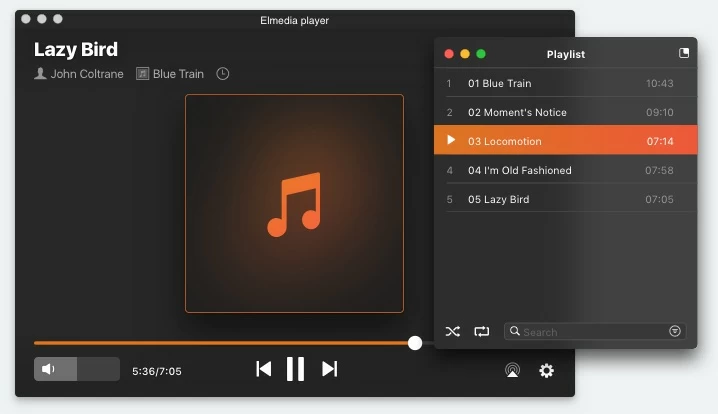 Elmedia player
Lazy Bird
John Coltrane Blue Train
5:36/7:05
Playlist
1 01 Blue Train 10:43
2 02 Moment's Notice 09:10
03 Locomotion 07:14
4 04 I'm Old Fashioned 07:58
5 05 Lazy Bird 07:05
Search